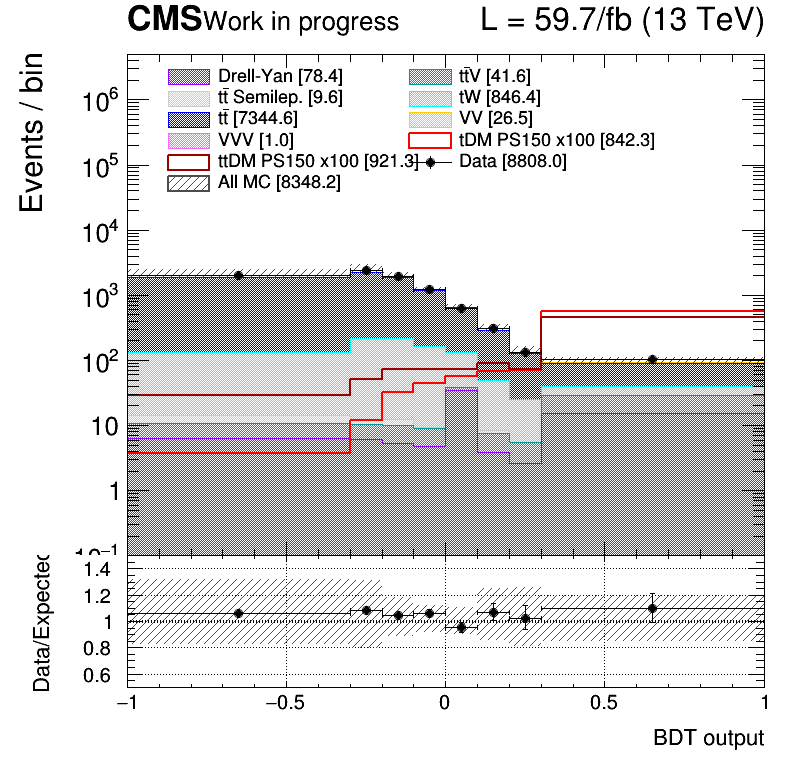 CMS Work in progress L = 59.7/fb (13 TeV)
Events / bin
Drell-Yan [78.4] tt̄V [41.6]
tt̄ Semilep. [9.6] tW [846.4]
tt̄ [7344.6] VV [26.5]
VVV [1.0] tDM PS150 x100 [842.3]
ttDM PS150 x100 [921.3] Data [8808.0]
All MC [8348.2]
10⁶
10⁵
10⁴
10³
10²
10
1
10⁻¹
Data/Expected
1.4
1.2
1
0.8
0.6
−1 −0.5 0 0.5 1
BDT output